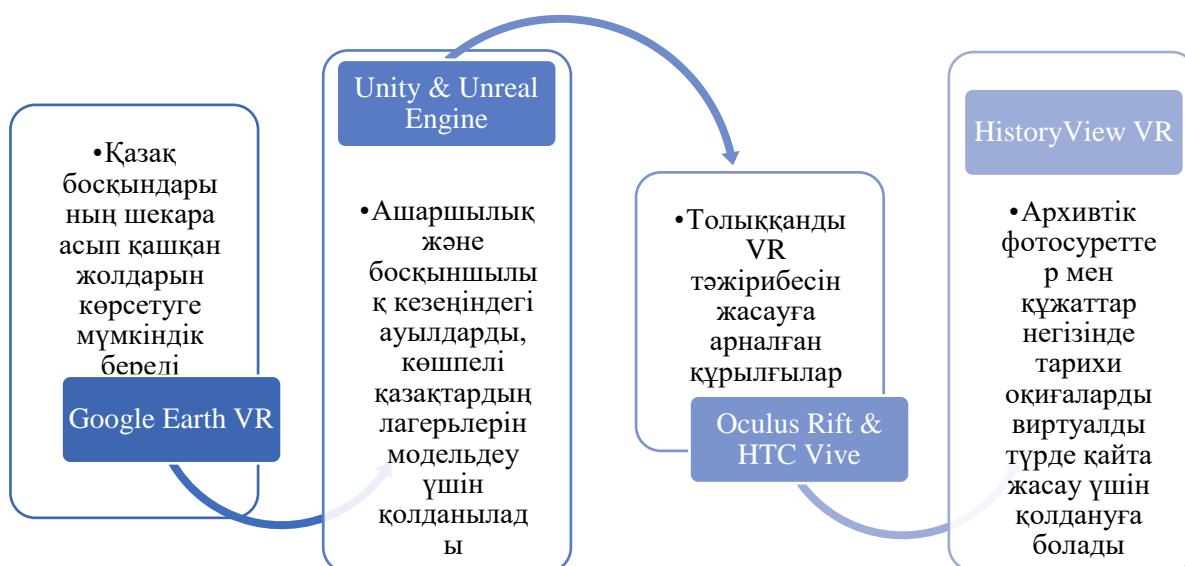 •Қазақ
босқындары
ның шекара
асып қашқан
жолдарын
көрсетуге
мүмкіндік
береді
Google Earth VR
Unity & Unreal
Engine
•Ашаршылық
және
босқыншылы
қ кезеңіндегі
ауылдарды,
көшпелі
қазақтардың
лагерьлерін
модельдеу
үшін
қолданылад
ы
•Толыққанды
VR
тәжірибесін
жасауға
арналған
құрылғылар
Oculus Rift &
HTC Vive
HistoryView VR
•Архивтік
фотосуретте
р мен
құжаттар
негізінде
тарихи
оқиғаларды
виртуалды
түрде қайта
жасау үшін
қолдануға
болады